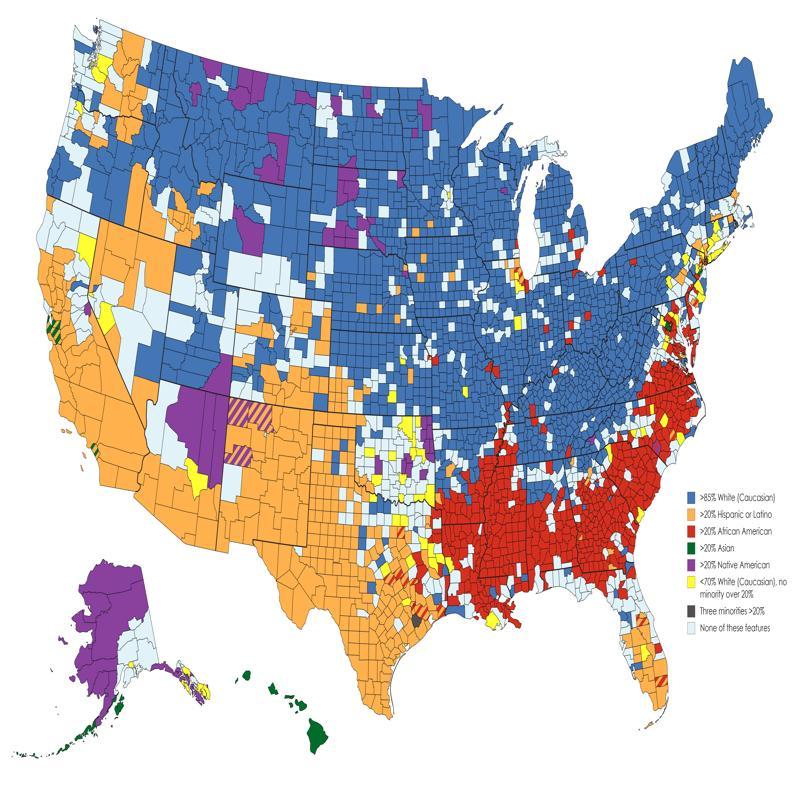 >85% White (Caucasian)
>20% Hispanic or Latino
>20% African American
>20% Asian
>20% Native American
<70% White (Caucasian), no
minority over 20%
Three minorities >20%
None of these features